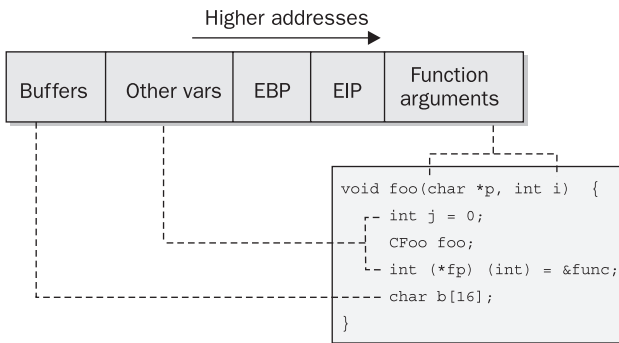 Higher addresses
Buffers
Other vars
EBP
EIP
Function
arguments
void foo(char *p, int i) {
int j = 0;
CFoo foo;
int (*fp) (int) = &func;
char b[16];
}